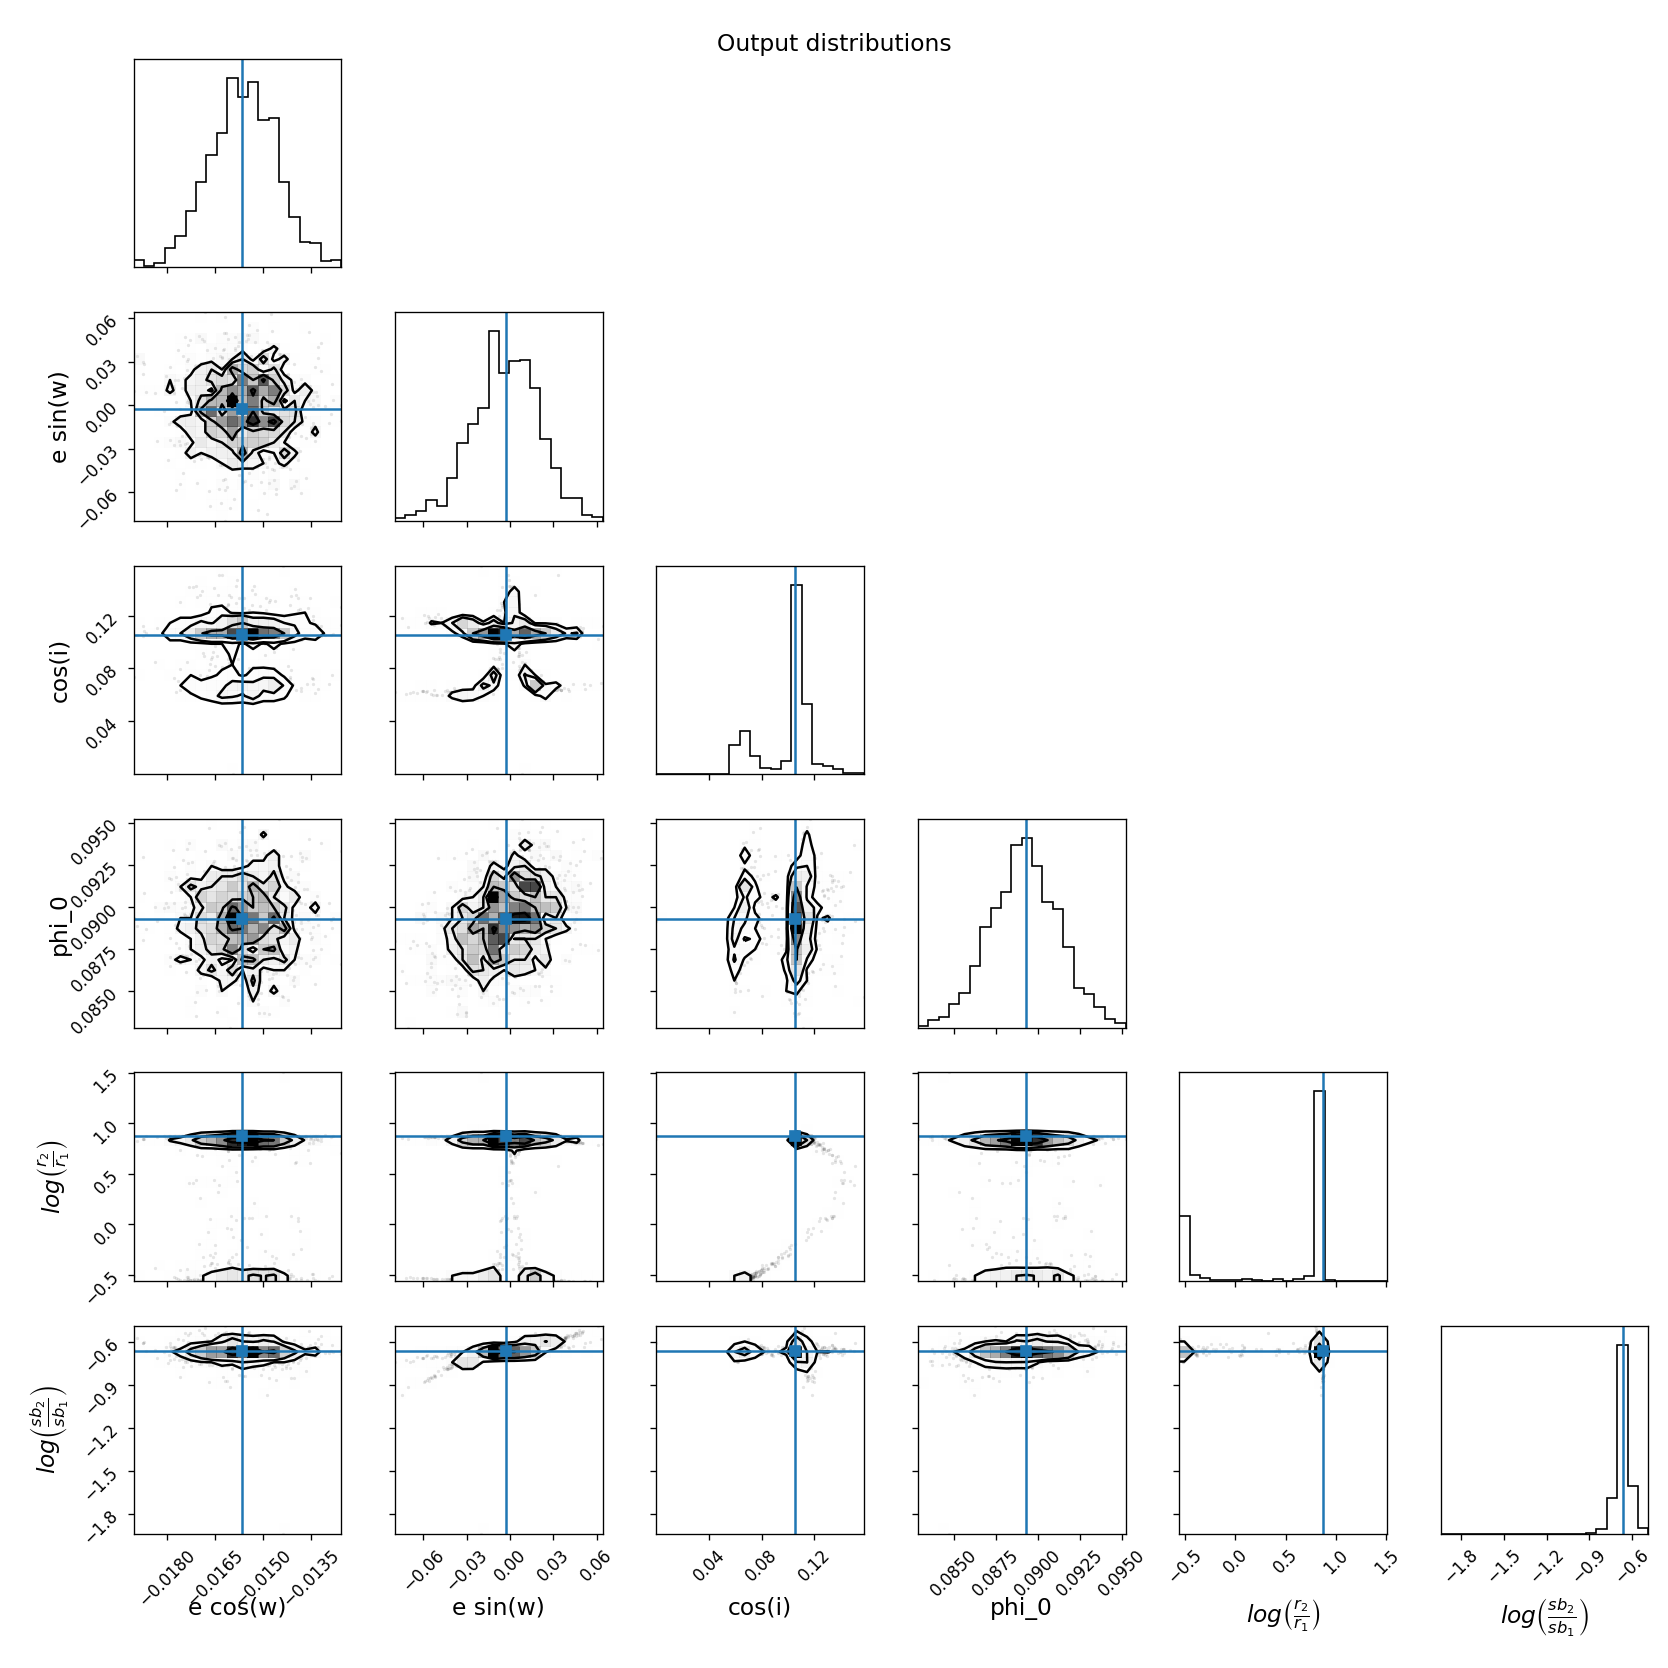 Output distributions
e sin(w)
0.06
0.03
0.00
−0.03
−0.06
cos(i)
0.12
0.08
0.04
phi_0
0.0950
0.0925
0.0900
0.0875
0.0850
log(r₂/r₁)
1.5
1.0
0.5
0.0
−0.5
log(sb₂/sb₁)
−0.6
−0.9
−1.2
−1.5
−1.8
−0.0180 −0.0165 −0.0150 −0.0135
−0.06 −0.03 0.00 0.03 0.06
0.04 0.08 0.12
0.0850 0.0875 0.0900 0.0925 0.0950
−0.5 0.0 0.5 1.0 1.5
−1.8 −1.5 −1.2 −0.9 −0.6
e cos(w) e sin(w) cos(i) phi_0 log(r₂/r₁) log(sb₂/sb₁)